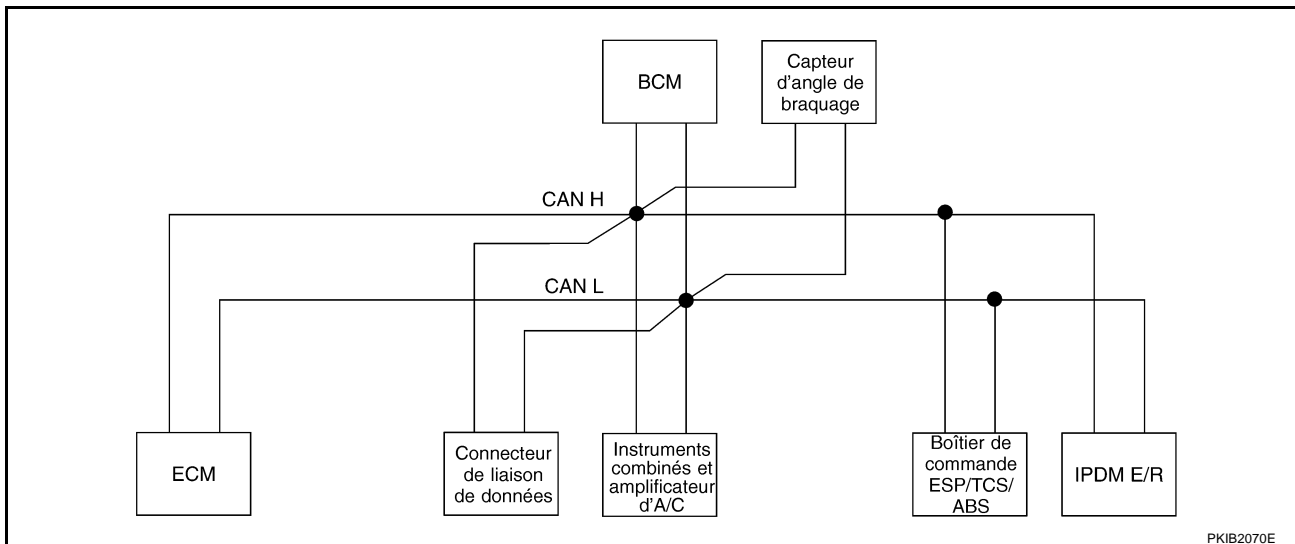 BCM
Capteur
d'angle de
braquage
CAN H
CAN L
ECM
Connecteur
de liaison
de données
Instruments
combinés et
amplificateur
d'A/C
Boîtier de
commande
ESP/TCS/
ABS
IPDM E/R
PKIB2070E